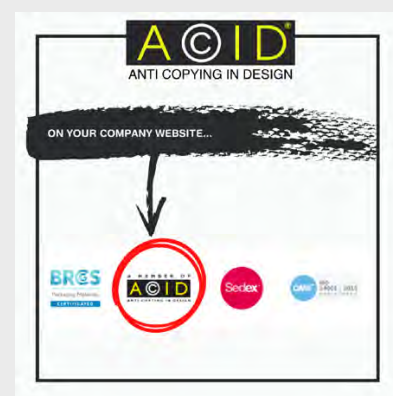 A©ID®
ANTI COPYING IN DESIGN
ON YOUR COMPANY WEBSITE...
BRCGS
Packaging Materials
CERTIFICATED
A MEMBER OF
A©ID
ANTI COPYING IN DESIGN
Sedex
ISO